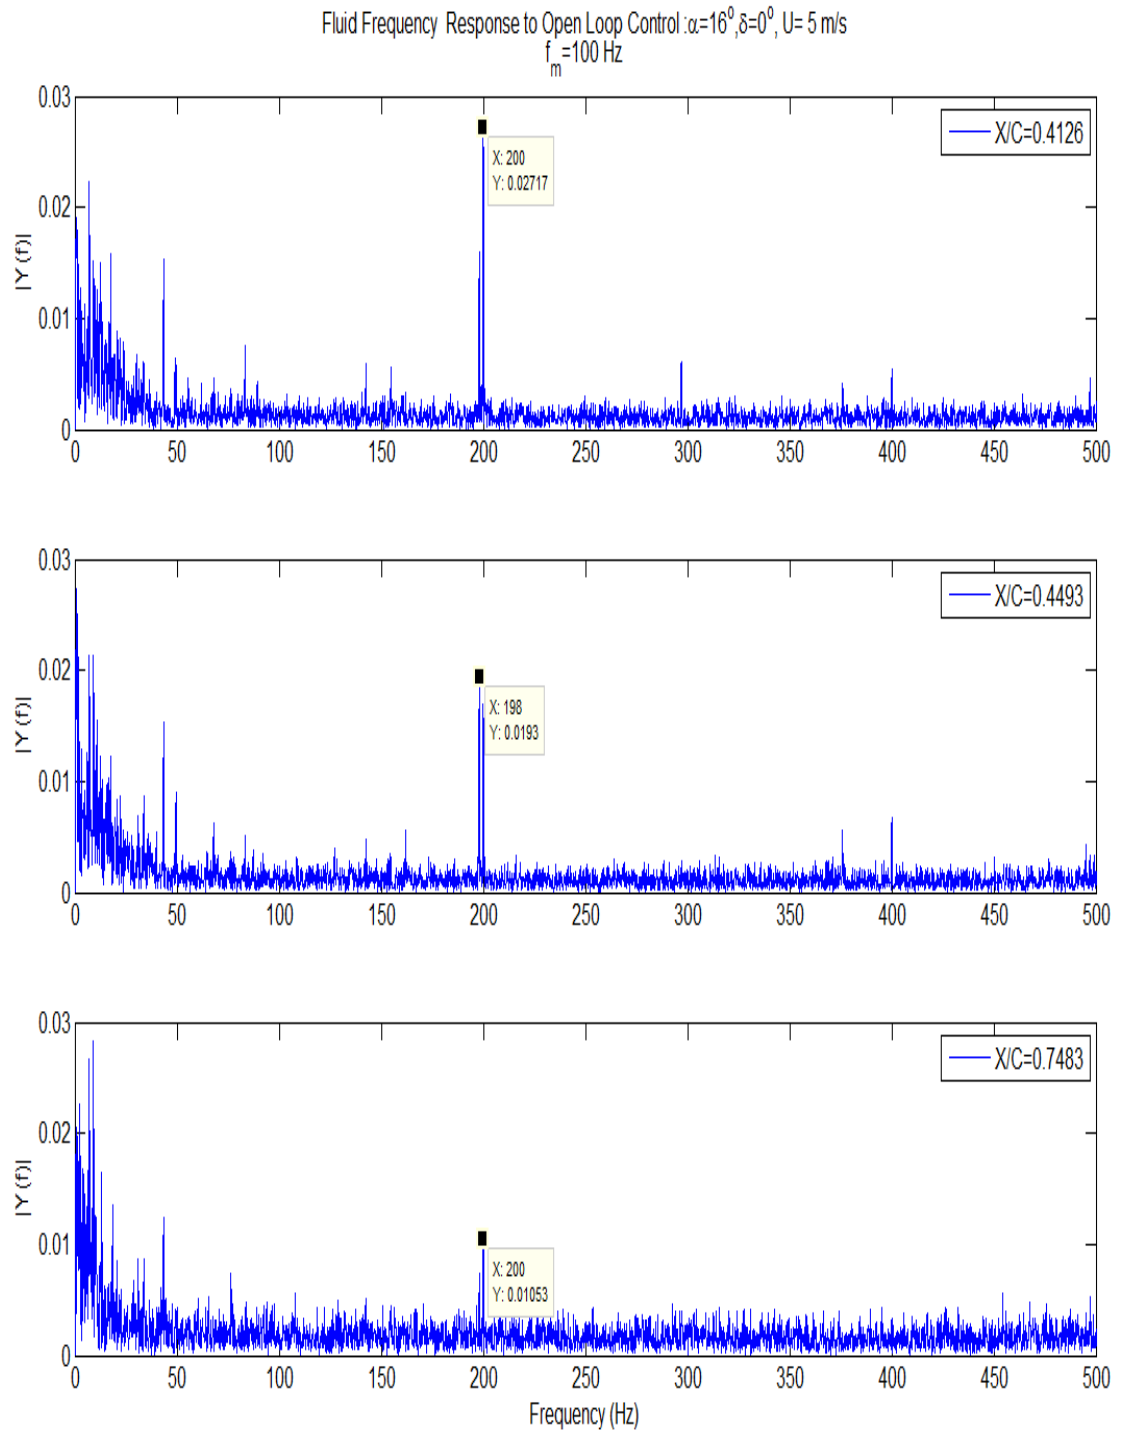 Fluid Frequency Response to Open Loop Control :α=16⁰,δ=0⁰, U= 5 m/s
fₘ=100 Hz
0.03
0.02
0.01
0
|Y (f)|
X/C=0.4126
X: 200
Y: 0.02717
0 50 100 150 200 250 300 350 400 450 500
0.03
0.02
0.01
0
|Y (f)|
X/C=0.4493
X: 198
Y: 0.0193
0 50 100 150 200 250 300 350 400 450 500
0.03
0.02
0.01
0
|Y (f)|
X/C=0.7483
X: 200
Y: 0.01053
0 50 100 150 200 250 300 350 400 450 500
Frequency (Hz)